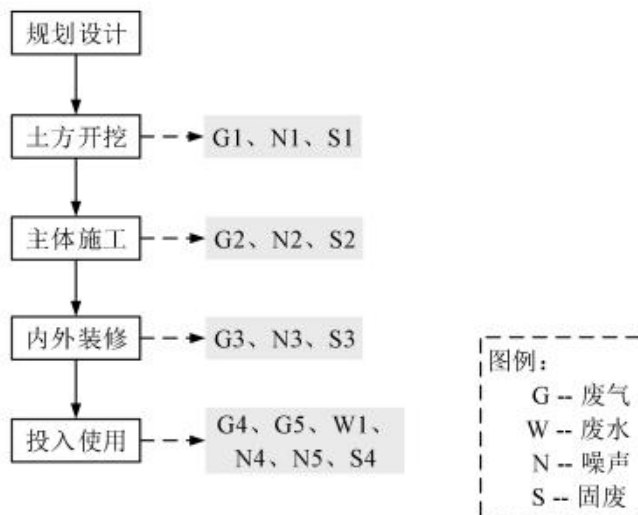 规划设计
土方开挖
G1、N1、S1
主体施工
G2、N2、S2
内外装修
G3、N3、S3
投入使用
G4、G5、W1、
N4、N5、S4
图例：
G -- 废气
W -- 废水
N -- 噪声
S -- 固废